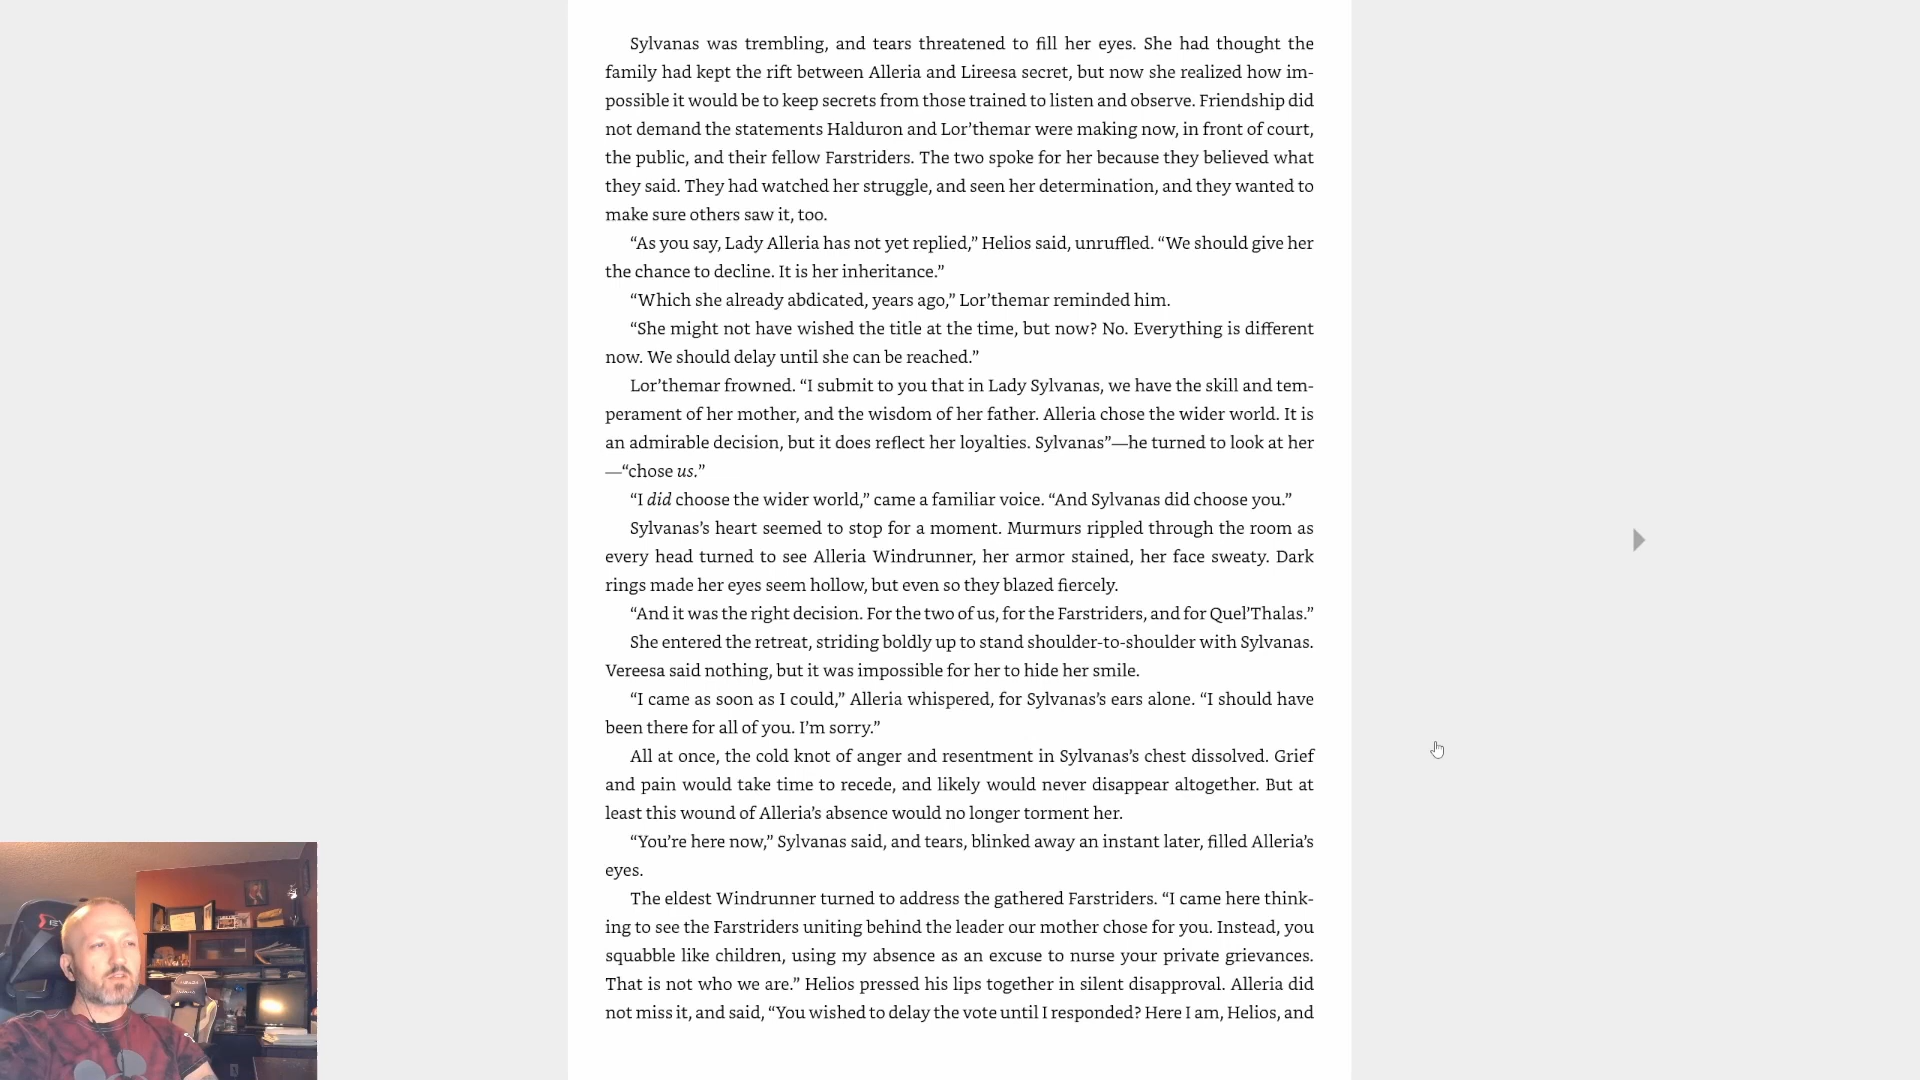 Sylvanas was trembling, and tears threatened to fill her eyes. She had thought the
family had kept the rift between Alleria and Lireesa secret, but now she realized how im-
possible it would be to keep secrets from those trained to listen and observe. Friendship did
not demand the statements Halduron and Lor’themar were making now, in front of court,
the public, and their fellow Farstriders. The two spoke for her because they believed what
they said. They had watched her struggle, and seen her determination, and they wanted to
make sure others saw it, too.
“As you say, Lady Alleria has not yet replied,” Helios said, unruffled. “We should give her
the chance to decline. It is her inheritance.”
“Which she already abdicated, years ago,” Lor’themar reminded him.
“She might not have wished the title at the time, but now? No. Everything is different
now. We should delay until she can be reached.”
Lor’themar frowned. “I submit to you that in Lady Sylvanas, we have the skill and tem-
perament of her mother, and the wisdom of her father. Alleria chose the wider world. It is
an admirable decision, but it does reflect her loyalties. Sylvanas”—he turned to look at her
—“chose us.”
“I did choose the wider world,” came a familiar voice. “And Sylvanas did choose you.”
Sylvanas’s heart seemed to stop for a moment. Murmurs rippled through the room as
every head turned to see Alleria Windrunner, her armor stained, her face sweaty. Dark
rings made her eyes seem hollow, but even so they blazed fiercely.
“And it was the right decision. For the two of us, for the Farstriders, and for Quel’Thalas.”
She entered the retreat, striding boldly up to stand shoulder-to-shoulder with Sylvanas.
Vereesa said nothing, but it was impossible for her to hide her smile.
“I came as soon as I could,” Alleria whispered, for Sylvanas’s ears alone. “I should have
been there for all of you. I’m sorry.”
All at once, the cold knot of anger and resentment in Sylvanas’s chest dissolved. Grief
and pain would take time to recede, and likely would never disappear altogether. But at
least this wound of Alleria’s absence would no longer torment her.
“You’re here now,” Sylvanas said, and tears, blinked away an instant later, filled Alleria’s
eyes.
The eldest Windrunner turned to address the gathered Farstriders. “I came here think-
ing to see the Farstriders uniting behind the leader our mother chose for you. Instead, you
squabble like children, using my absence as an excuse to nurse your private grievances.
That is not who we are.” Helios pressed his lips together in silent disapproval. Alleria did
not miss it, and said, “You wished to delay the vote until I responded? Here I am, Helios, and